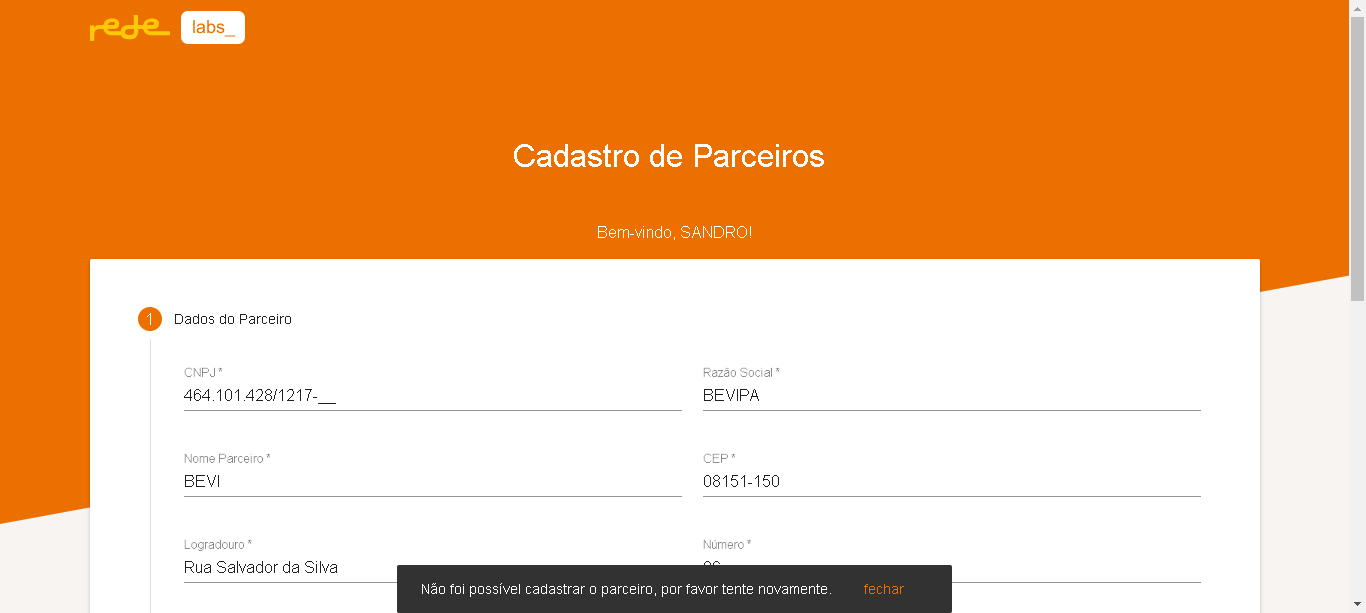 rede labs_
Cadastro de Parceiros
Bem-vindo, SANDRO!
1 Dados do Parceiro
CNPJ * Razão Social *
464.101.428/1217-__ BEVIPA
Nome Parceiro * CEP *
BEVI 08151-150
Logradouro * Número *
Rua Salvador da Silva
Não foi possível cadastrar o parceiro, por favor tente novamente. fechar